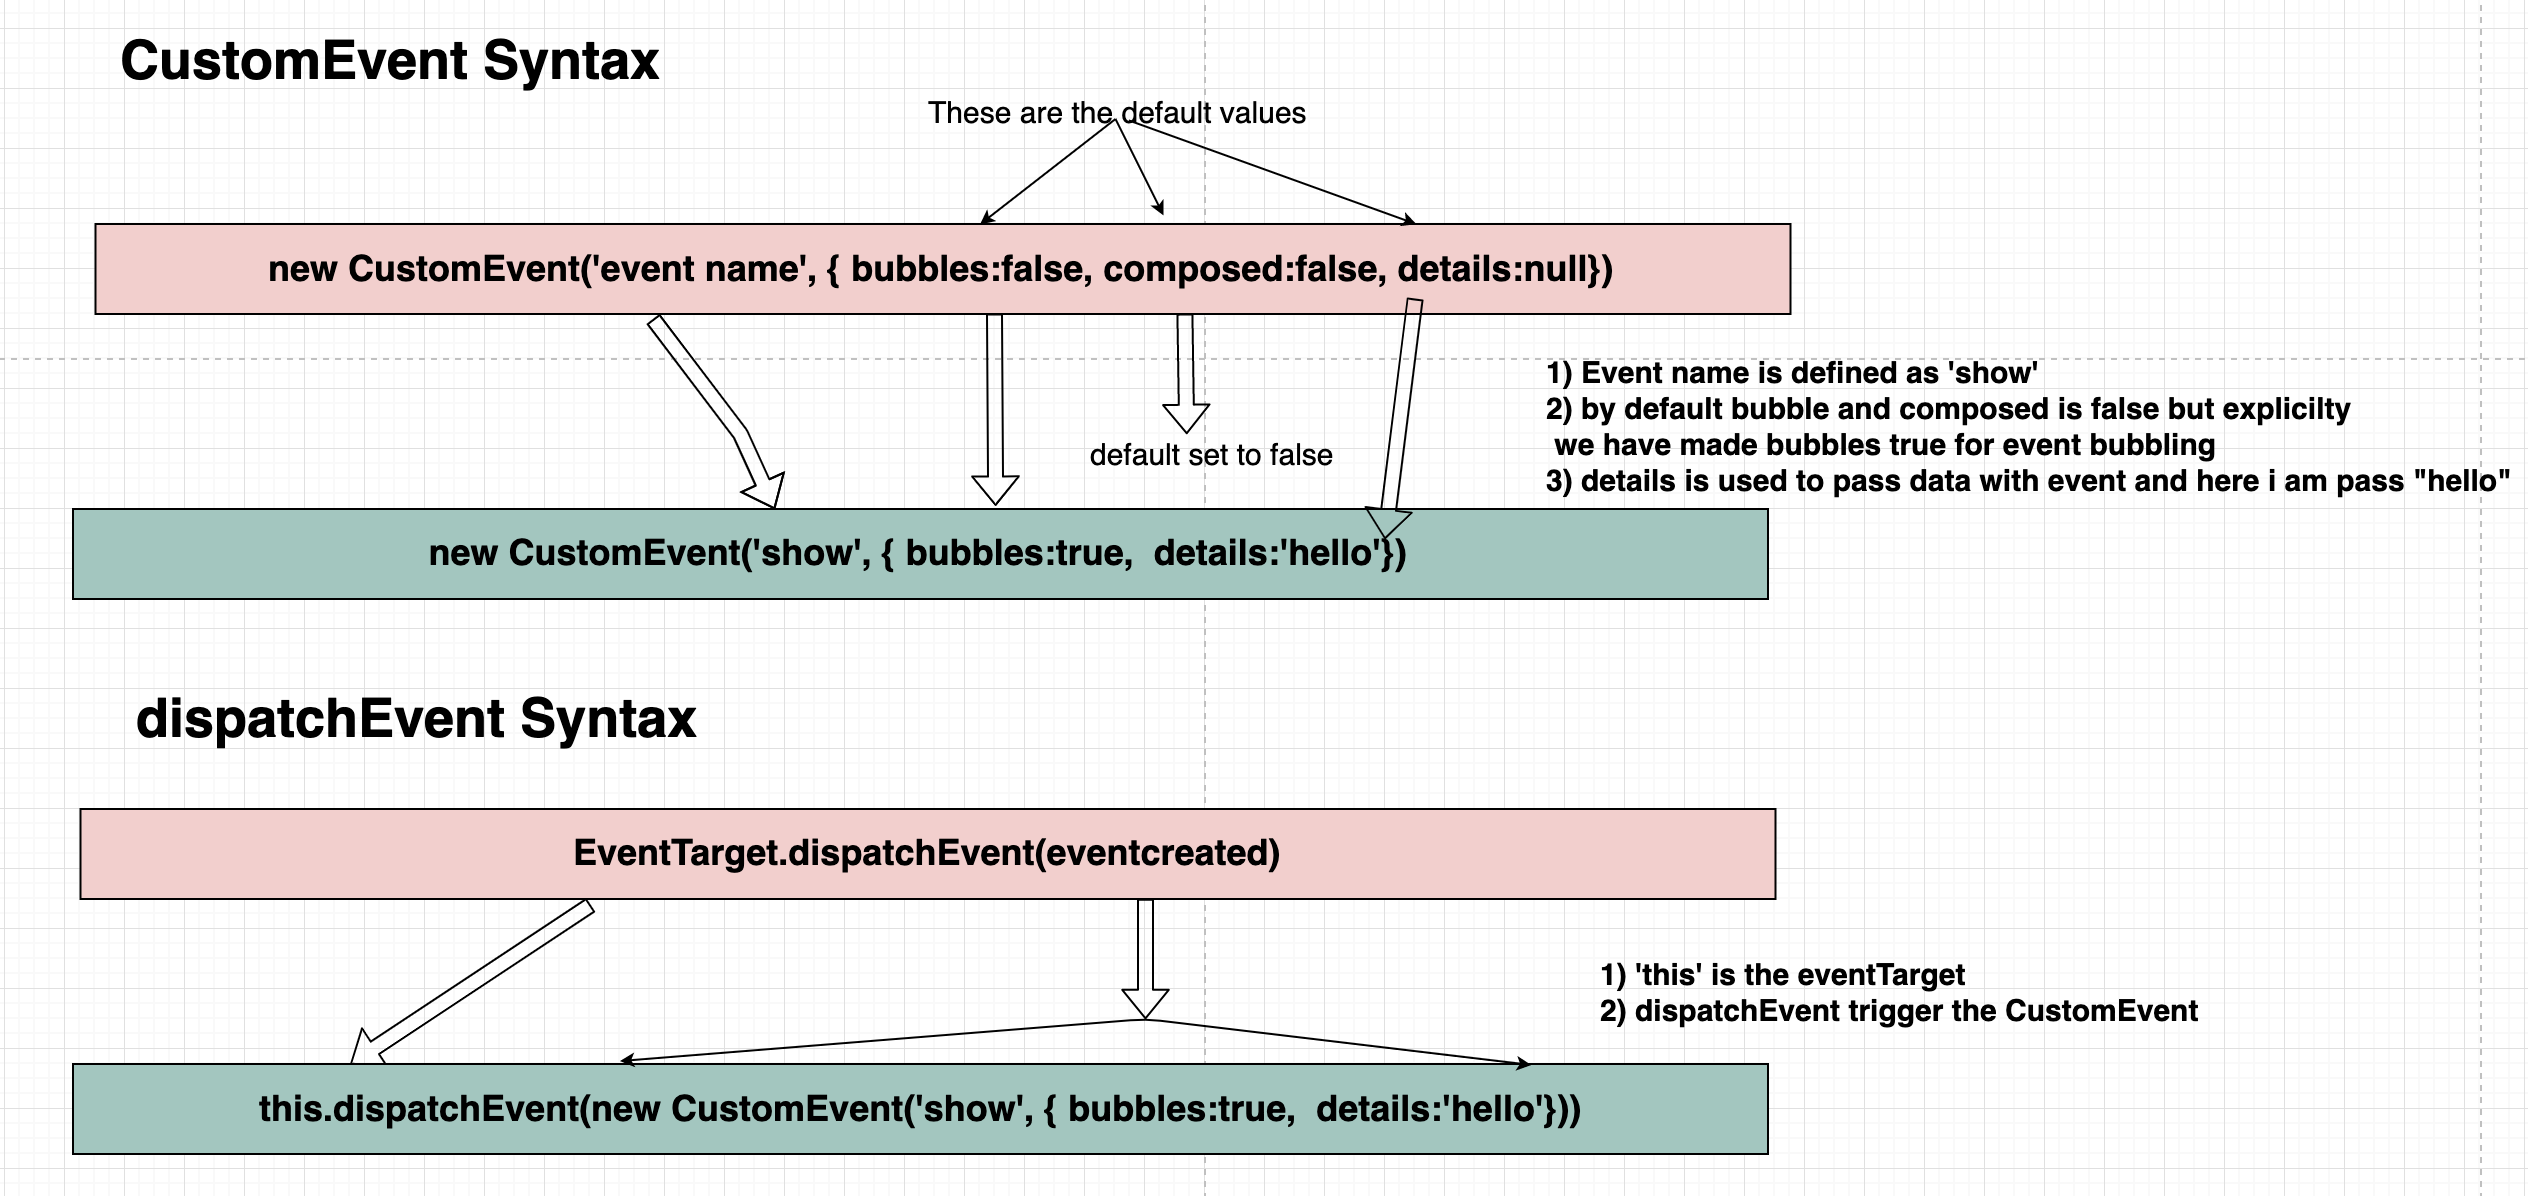 CustomEvent Syntax
These are the default values
new CustomEvent('event name', { bubbles:false, composed:false, details:null})
1) Event name is defined as 'show'
2) by default bubble and composed is false but explicilty
we have made bubbles true for event bubbling
3) details is used to pass data with event and here i am pass "hello"
default set to false
new CustomEvent('show', { bubbles:true,  details:'hello'})
dispatchEvent Syntax
EventTarget.dispatchEvent(eventcreated)
1) 'this' is the eventTarget
2) dispatchEvent trigger the CustomEvent
this.dispatchEvent(new CustomEvent('show', { bubbles:true,  details:'hello'}))